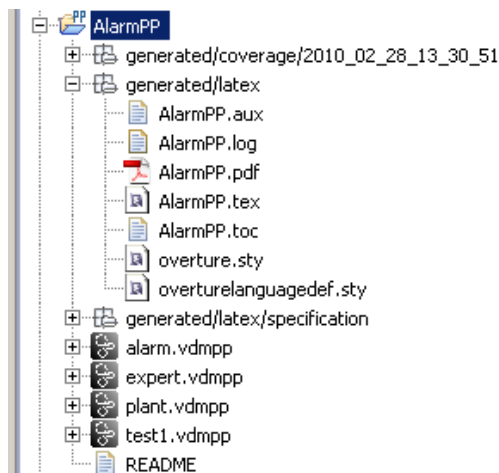 PP AlarmPP
generated/coverage/2010_02_28_13_30_51
generated/latex
AlarmPP.aux
AlarmPP.log
AlarmPP.pdf
AlarmPP.tex
AlarmPP.toc
overture.sty
overturelanguagedef.sty
generated/latex/specification
alarm.vdmpp
expert.vdmpp
plant.vdmpp
test1.vdmpp
README